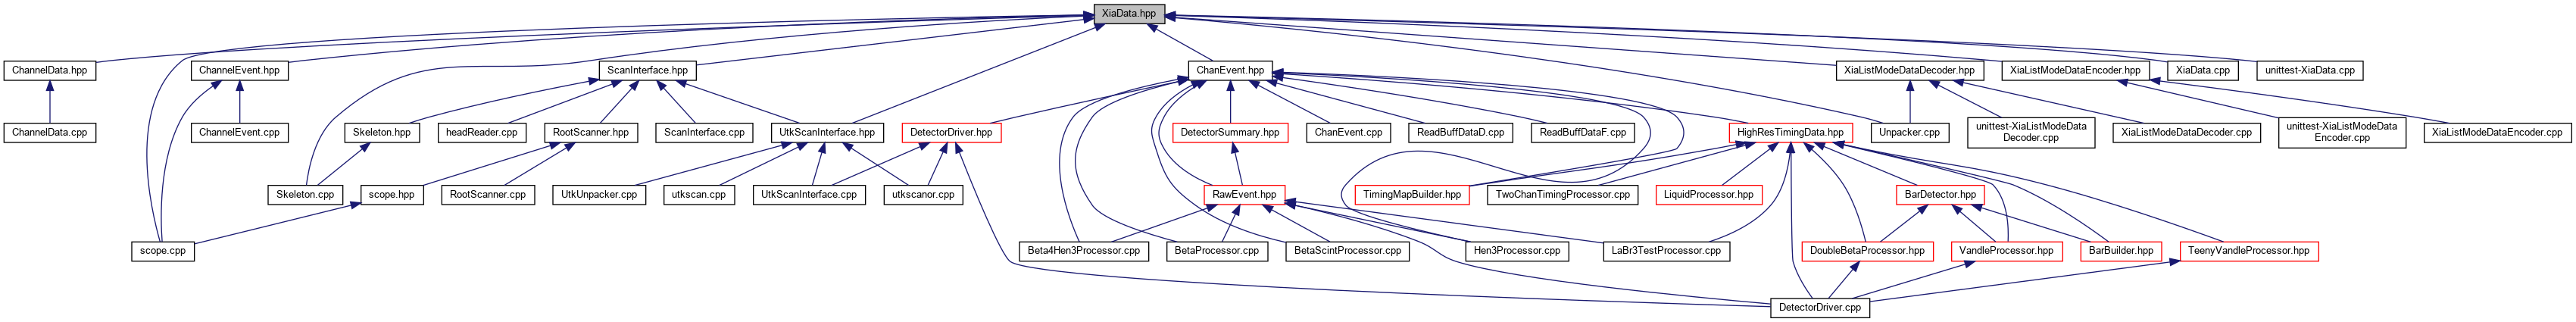 XiaData.hpp
ChannelData.hpp
ChannelEvent.hpp
ScanInterface.hpp
ChanEvent.hpp
XiaListModeDataDecoder.hpp
XiaListModeDataEncoder.hpp
XiaData.cpp
unittest-XiaData.cpp
ChannelData.cpp
ChannelEvent.cpp
Skeleton.hpp
headReader.cpp
RootScanner.hpp
ScanInterface.cpp
UtkScanInterface.hpp
DetectorDriver.hpp
DetectorSummary.hpp
ChanEvent.cpp
ReadBuffDataD.cpp
ReadBuffDataF.cpp
HighResTimingData.hpp
Unpacker.cpp
unittest-XiaListModeData
Decoder.cpp
XiaListModeDataDecoder.cpp
unittest-XiaListModeData
Encoder.cpp
XiaListModeDataEncoder.cpp
Skeleton.cpp
scope.hpp
RootScanner.cpp
UtkUnpacker.cpp
utkscan.cpp
UtkScanInterface.cpp
utkscanor.cpp
RawEvent.hpp
TimingMapBuilder.hpp
TwoChanTimingProcessor.cpp
LiquidProcessor.hpp
BarDetector.hpp
scope.cpp
Beta4Hen3Processor.cpp
BetaProcessor.cpp
BetaScintProcessor.cpp
Hen3Processor.cpp
LaBr3TestProcessor.cpp
DoubleBetaProcessor.hpp
VandleProcessor.hpp
BarBuilder.hpp
TeenyVandleProcessor.hpp
DetectorDriver.cpp